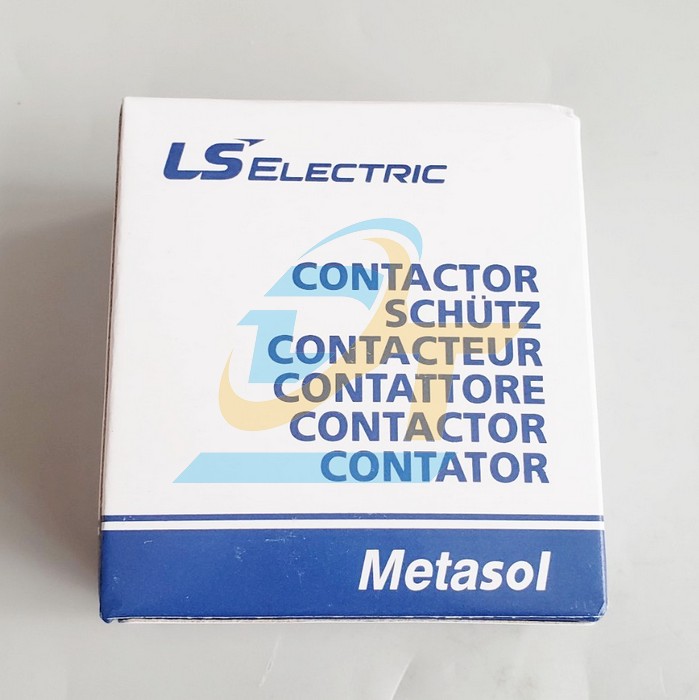 LS ELECTRIC
CONTACTOR
SCHÜTZ
CONTACTEUR
CONTATTORE
CONTACTOR
CONTATOR
Metasol